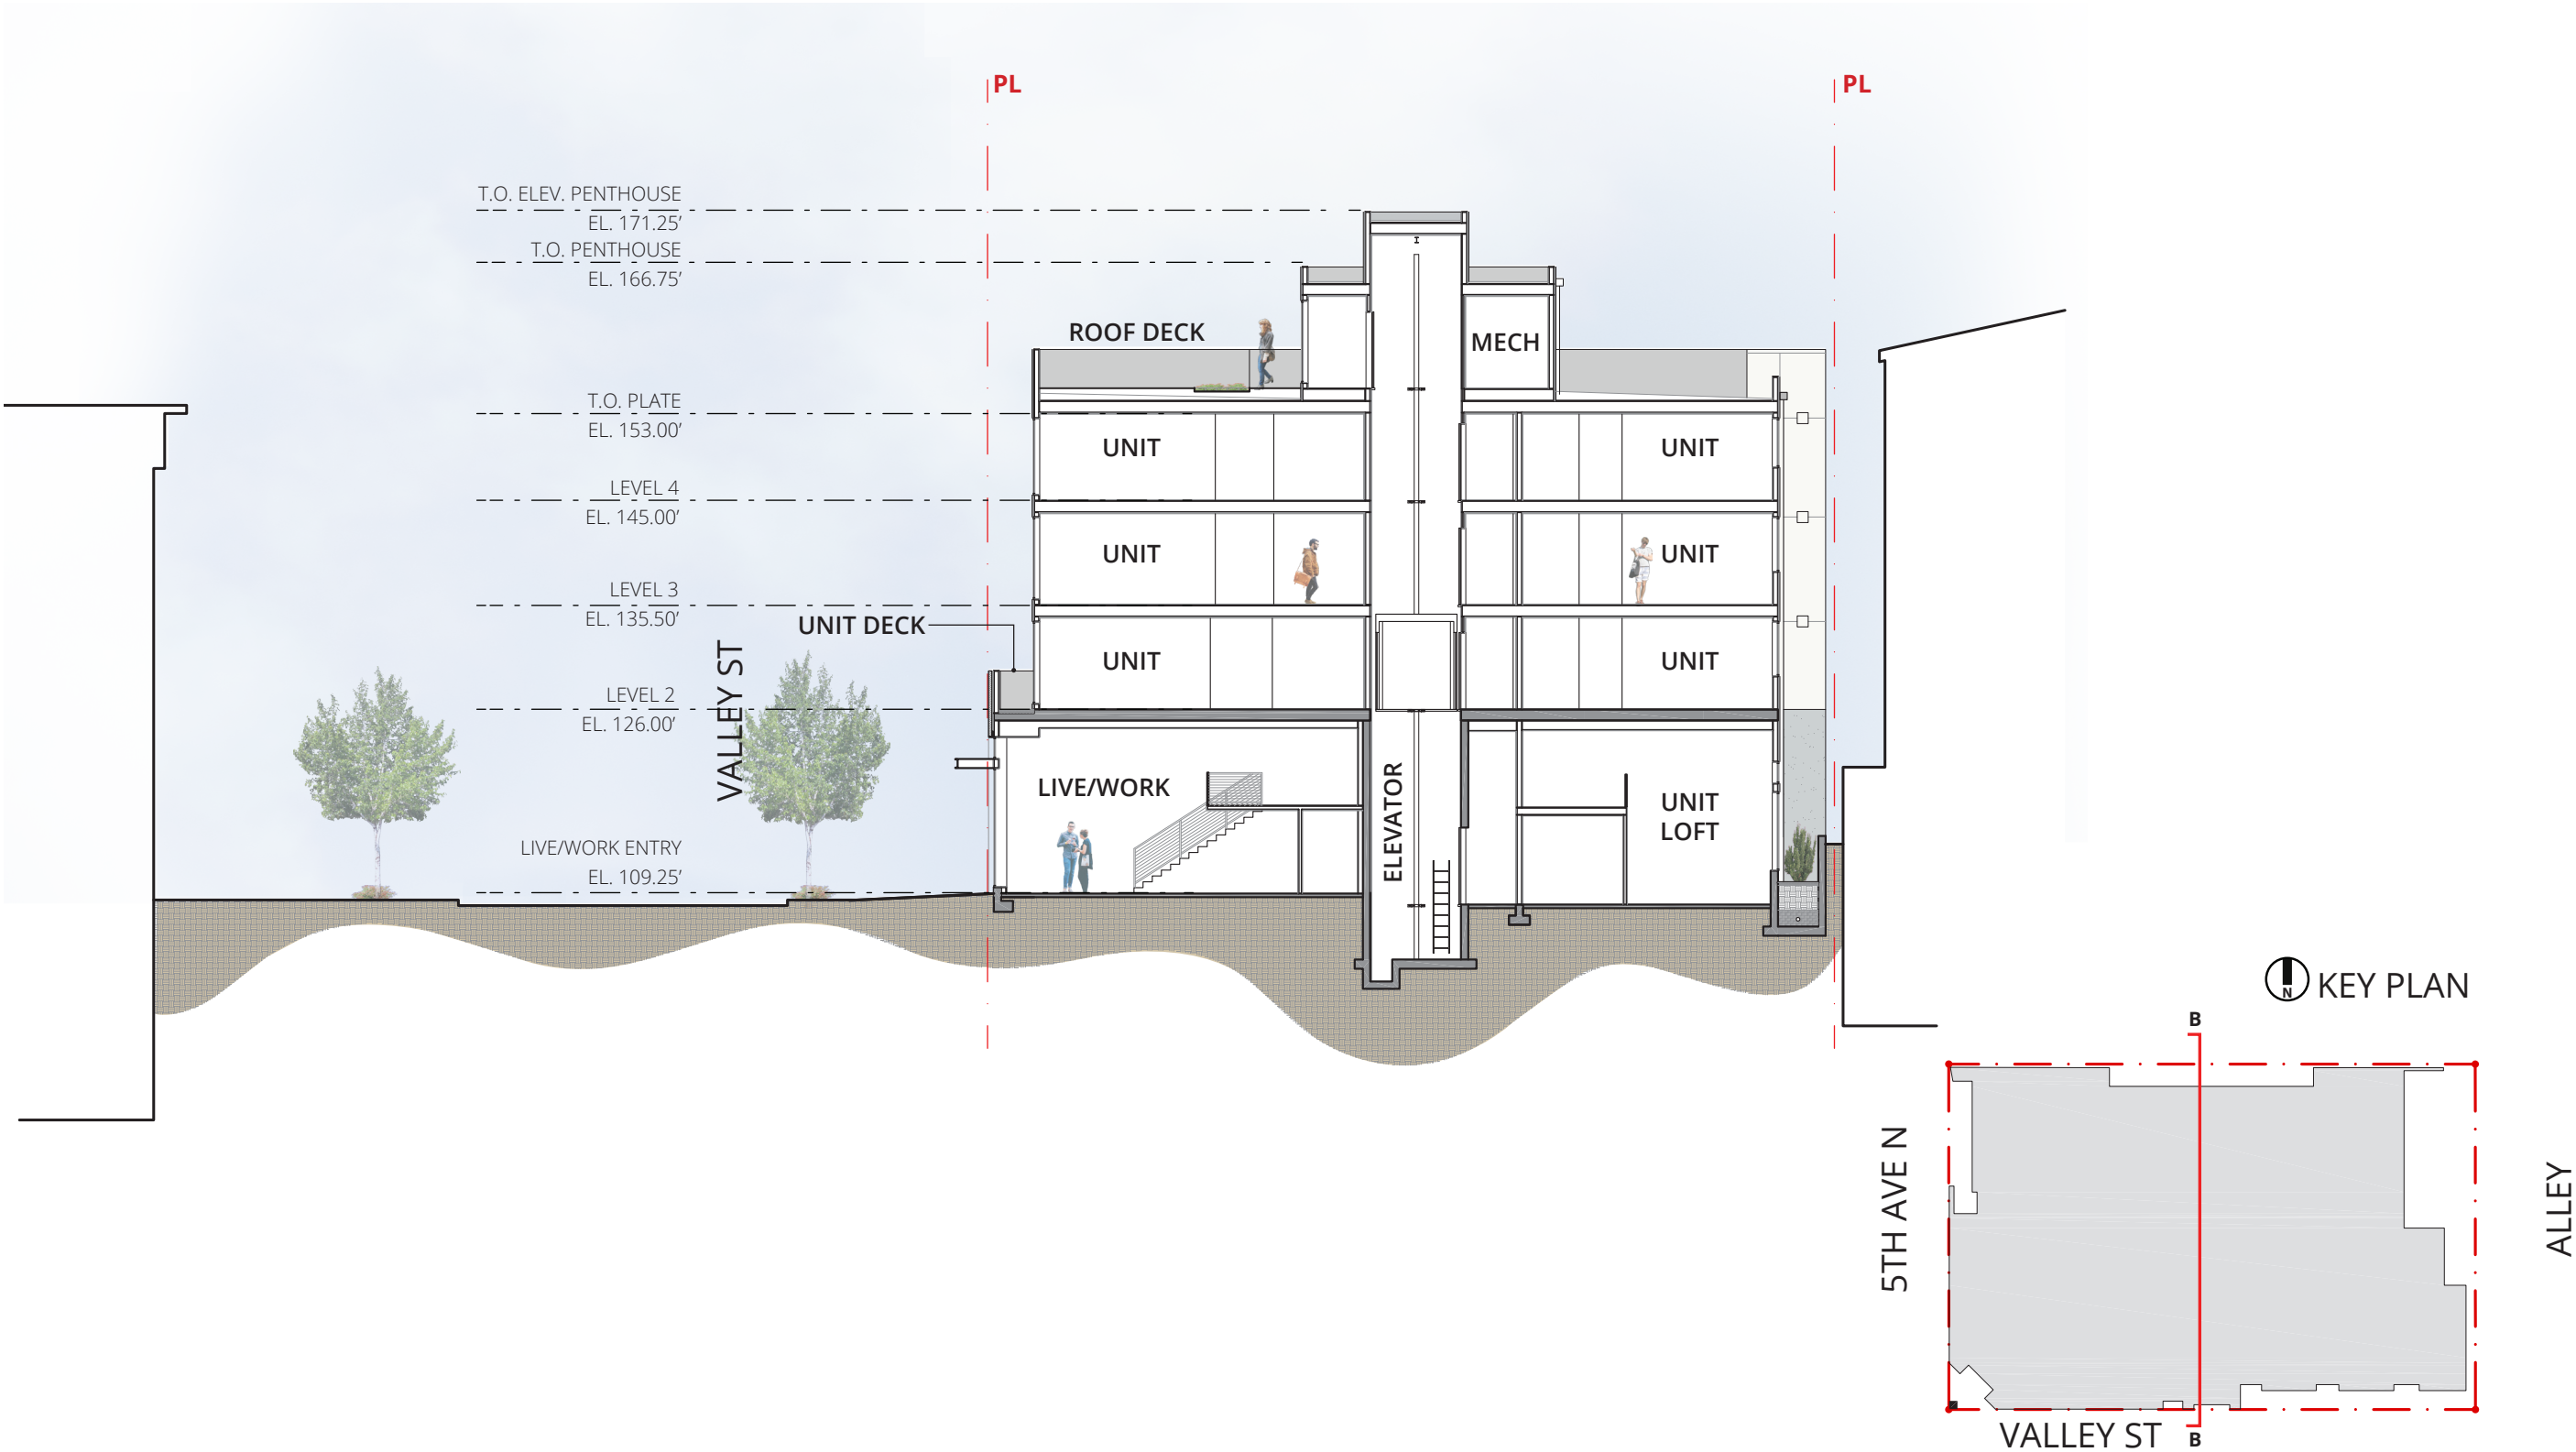 PL
PL
T.O. ELEV. PENTHOUSE
EL. 171.25’
T.O. PENTHOUSE
EL. 166.75’
ROOF DECK
MECH
T.O. PLATE
EL. 153.00’
UNIT
UNIT
LEVEL 4
EL. 145.00’
UNIT
UNIT
LEVEL 3
EL. 135.50’
UNIT DECK
UNIT
UNIT
VALLEY ST
LEVEL 2
EL. 126.00’
LIVE/WORK
ELEVATOR
UNIT
LOFT
LIVE/WORK ENTRY
EL. 109.25’
N
KEY PLAN
B
5TH AVE N
ALLEY
VALLEY ST
B